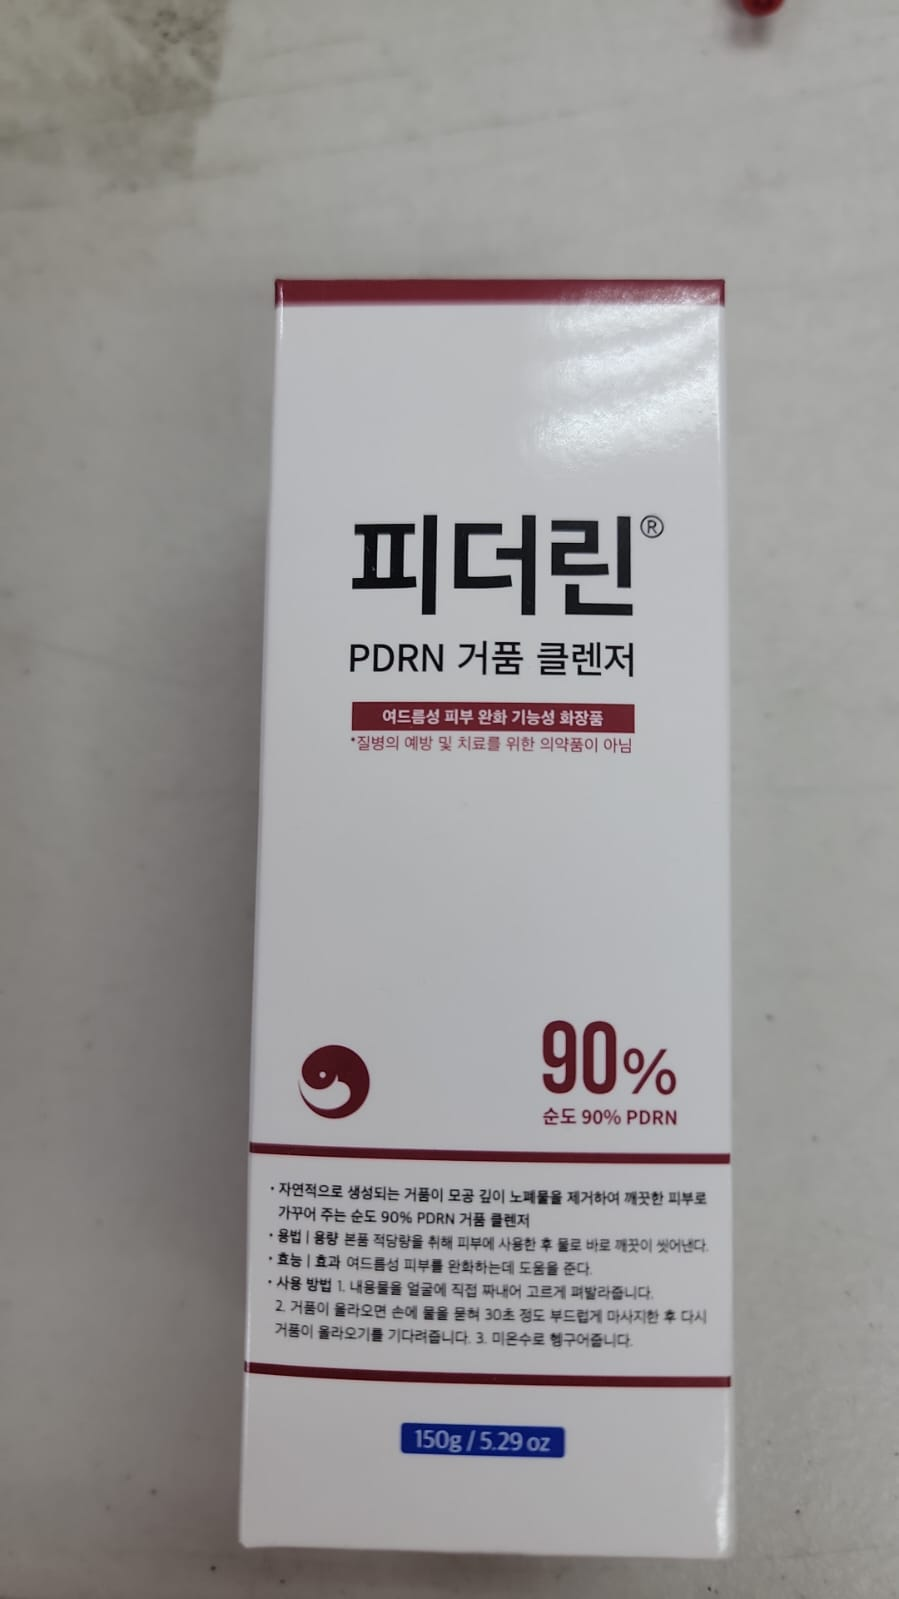 피더린®
PDRN 거품 클렌저
여드름성 피부 완화 기능성 화장품
*질병의 예방 및 치료를 위한 의약품이 아님
90%
순도 90% PDRN
• 자연적으로 생성되는 거품이 모공 깊이 노폐물을 제거하여 깨끗한 피부로
가꾸어 주는 순도 90% PDRN 거품 클렌저
• 용법 | 용량 본품 적당량을 취해 피부에 사용한 후 물로 바로 깨끗이 씻어낸다.
• 효능 | 효과 여드름성 피부를 완화하는데 도움을 준다.
• 사용 방법 1. 내용물을 얼굴에 직접 짜내어 고르게 펴발라줍니다.
2. 거품이 올라오면 손에 물을 묻혀 30초 정도 부드럽게 마사지한 후 다시
거품이 올라오기를 기다려줍니다. 3. 미온수로 헹구어줍니다.
150g / 5.29 oz